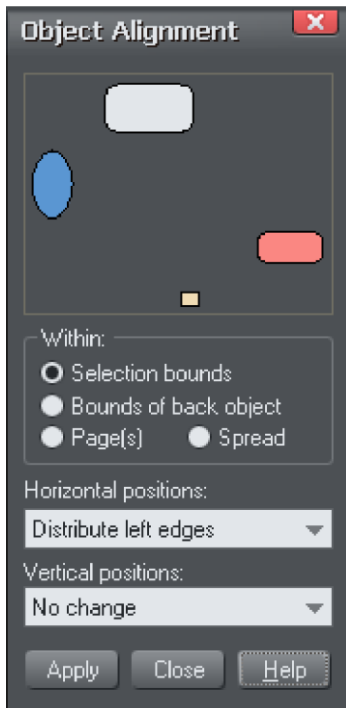 Object Alignment
Within:
Selection bounds
Bounds of back object
Page(s) Spread
Horizontal positions:
Distribute left edges
Vertical positions:
No change
Apply Close Help